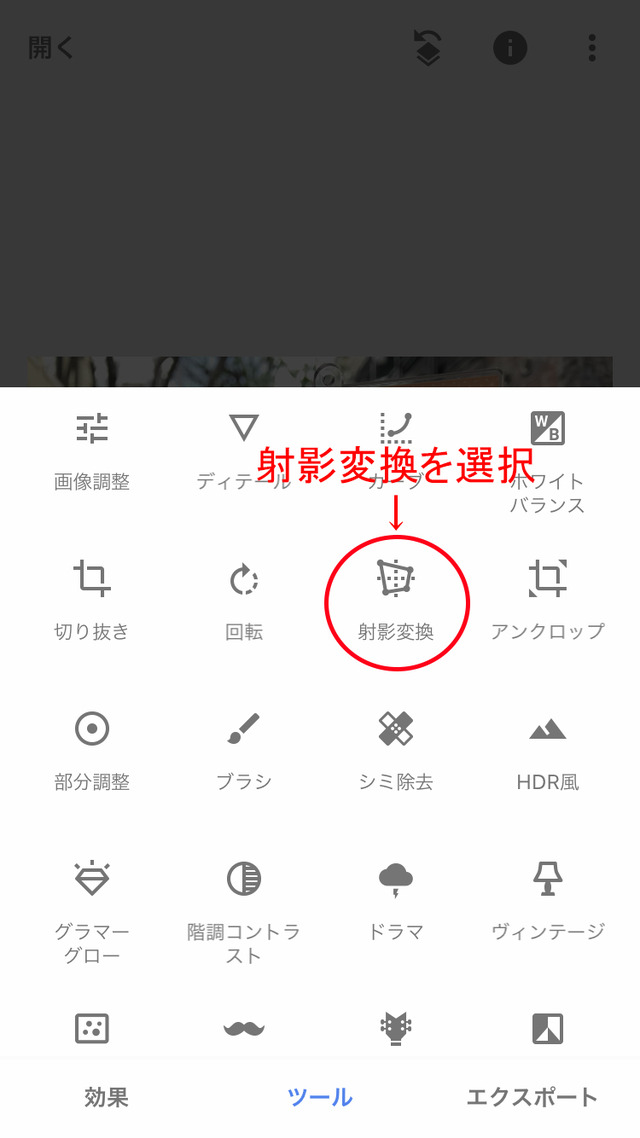 開く
画像調整
ディテール
カーブ
ホワイト
バランス
射影変換を選択
↓
切り抜き
回転
射影変換
アンクロップ
部分調整
ブラシ
シミ除去
HDR風
グラマー
グロー
階調コントラ
スト
ドラマ
ヴィンテージ
効果
ツール
エクスポート